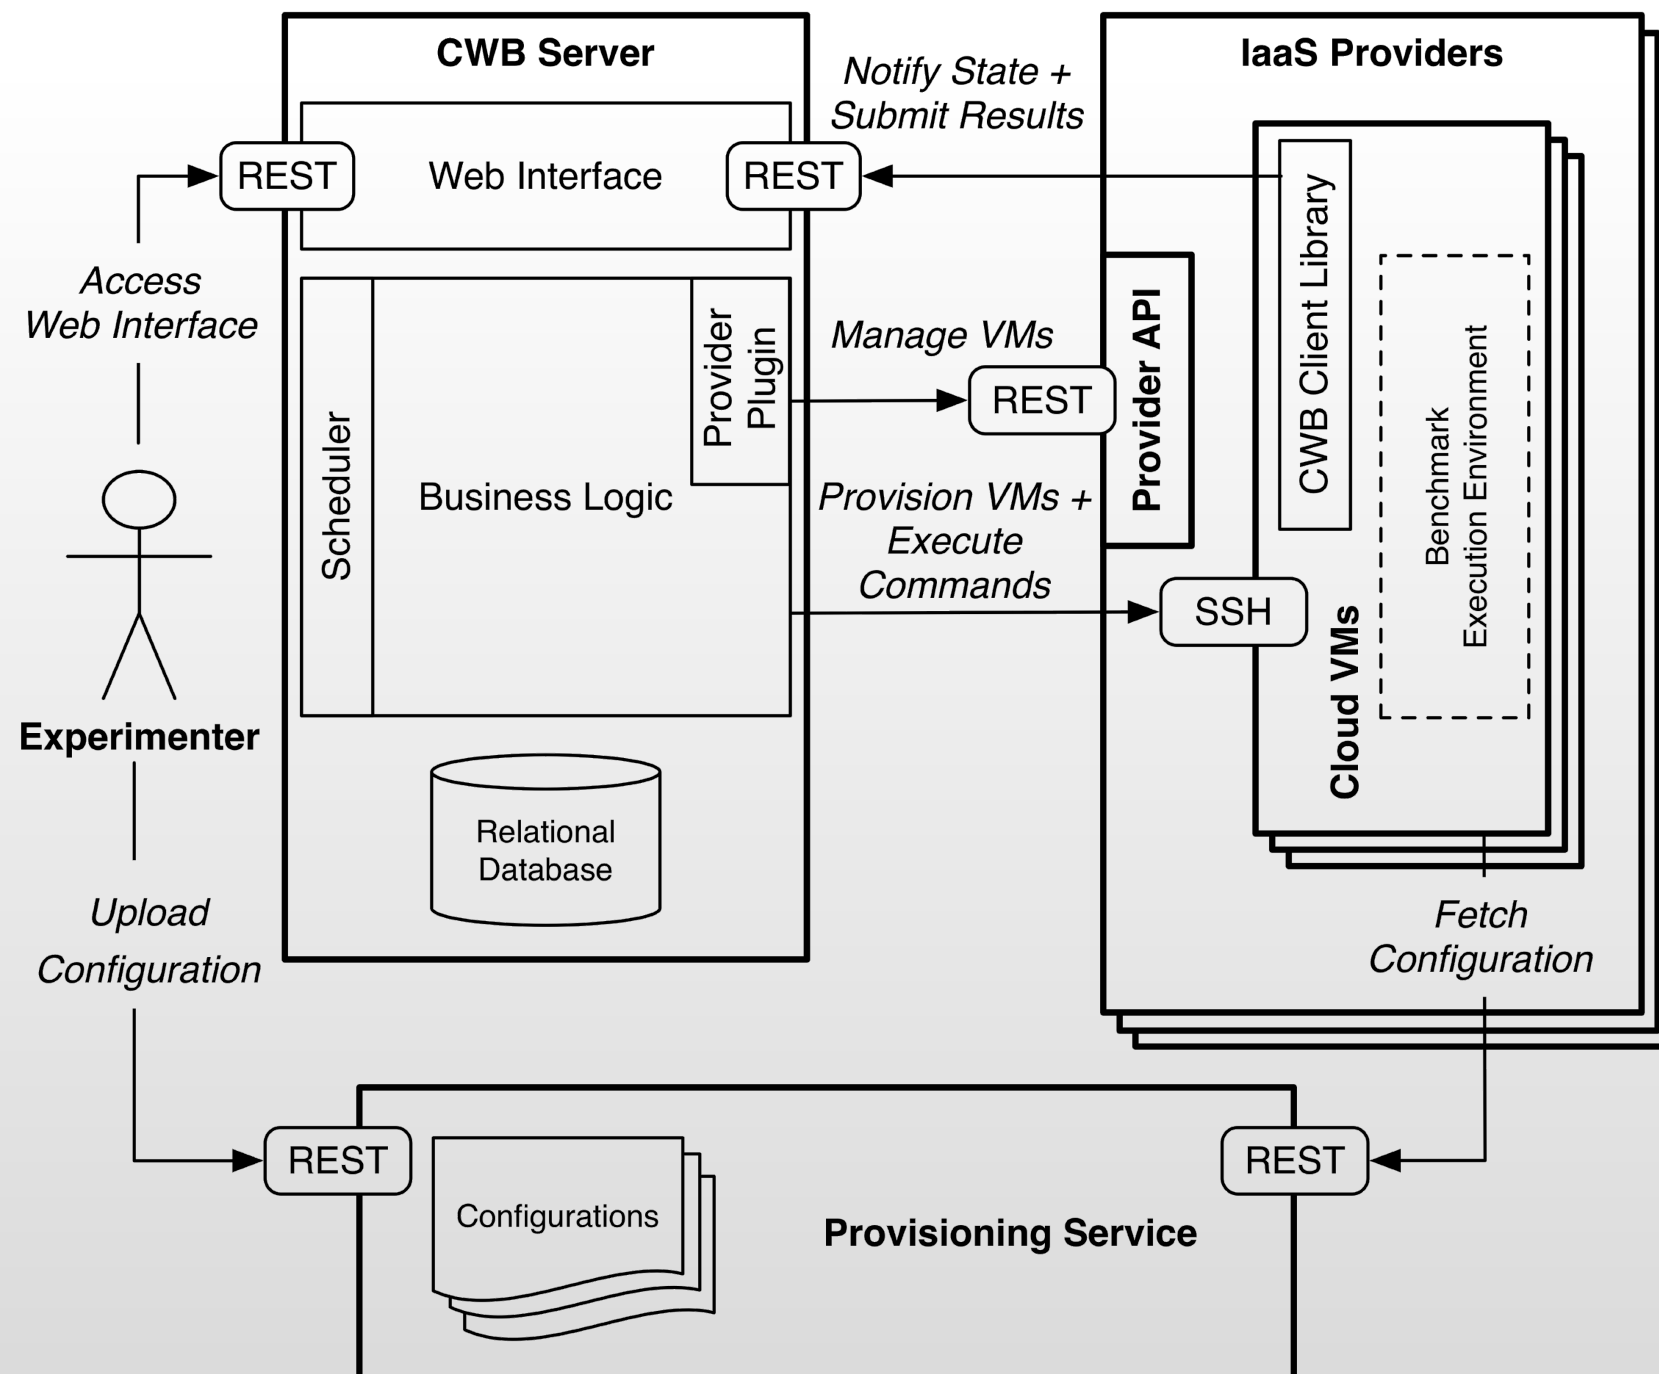 CWB Server
IaaS Providers
Notify State +
Submit Results
REST
Web Interface
REST
Access
Web Interface
Scheduler
Business Logic
Provider
Plugin
Manage VMs
REST
Provider API
CWB Client Library
Benchmark
Execution Environment
Provision VMs +
Execute
Commands
SSH
Cloud VMs
Experimenter
Relational
Database
Upload
Configuration
Fetch
Configuration
REST
Configurations
Provisioning Service
REST